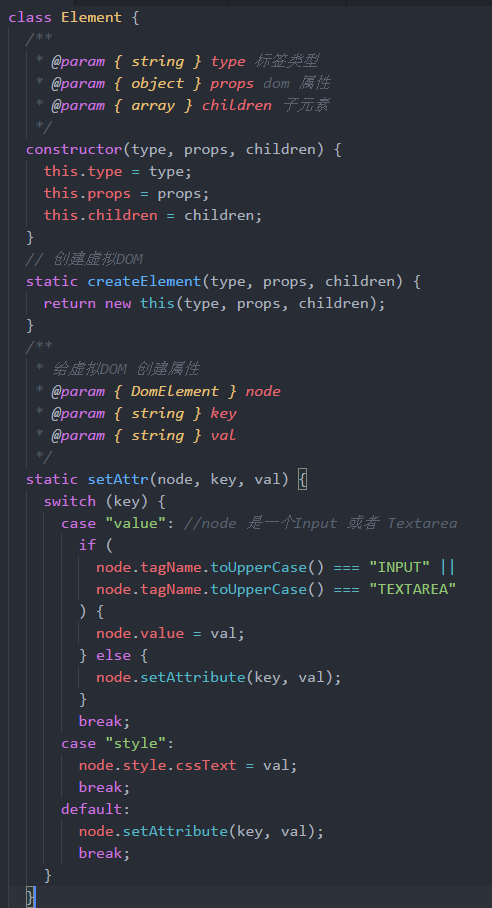 class Element {
  /**
   * @param { string } type 标签类型
   * @param { object } props dom 属性
   * @param { array } children 子元素
   */
  constructor(type, props, children) {
    this.type = type;
    this.props = props;
    this.children = children;
  }
  // 创建虚拟DOM
  static createElement(type, props, children) {
    return new this(type, props, children);
  }
  /**
   * 给虚拟DOM 创建属性
   * @param { DomElement } node
   * @param { string } key
   * @param { string } val
   */
  static setAttr(node, key, val) {
    switch (key) {
      case "value": //node 是一个Input 或者 Textarea
        if (
          node.tagName.toUpperCase() === "INPUT" ||
          node.tagName.toUpperCase() === "TEXTAREA"
        ) {
          node.value = val;
        } else {
          node.setAttribute(key, val);
        }
        break;
      case "style":
        node.style.cssText = val;
        break;
      default:
        node.setAttribute(key, val);
        break;
    }
  }